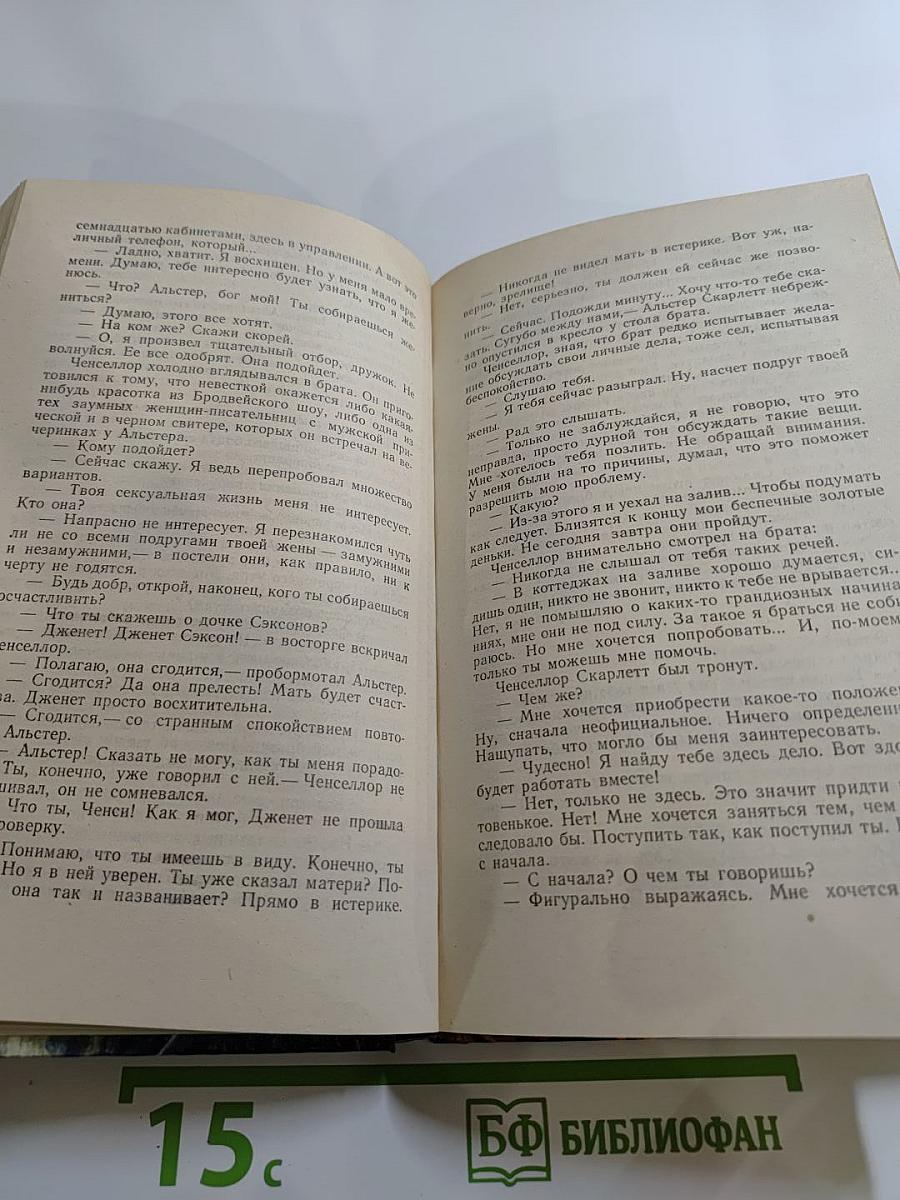 семнадцатью кабинетами, здесь в управлении. А вот это
личный телефон, который...
— Ладно, хватит. Я восхищен. Но у меня мало вре-
мени. Думаю, тебе интересно будет узнать, что я же-
нюсь.
— Что? Альстер, бог мой! Ты собираешься же-
ниться?
— Думаю, этого все хотят.
— На ком же? Скажи скорей.
— О, я произвел тщательный отбор, дружок. Не
волнуйся. Ее все одобрят. Она подойдет.
Ченселлор холодно вглядывался в брата. Он приго-
товился к тому, что невесткой окажется либо какая-
нибудь красотка из Бродвейского шоу, либо одна из
тех заумных женщин-писательниц с мужской при-
ческой и в черном свитере, которых он встречал на ве-
черинках у Альстера.
— Кому подойдет?
— Сейчас скажу. Я ведь перепробовал множество
вариантов.
— Твоя сексуальная жизнь меня не интересует.
Кто она?
— Напрасно не интересует. Я перезнакомился чуть
ли не со всеми подругами твоей жены — замужними
и незамужними,— в постели они, как правило, ни к
черту не годятся.
— Будь добр, открой, наконец, кого ты собираешься
осчастливить?
— Что ты скажешь о дочке Сэксонов?
— Дженет! Дженет Сэксон! — в восторге вскричал
енселлор.
— Полагаю, она сгодится,— пробормотал Альстер.
— Сгодится? Да она прелесть! Мать будет счаст-
ва. Дженет просто восхитительна.
— Сгодится,— со странным спокойствием повто-
Альстер.
— Альстер! Сказать не могу, как ты меня порадо-
Ты, конечно, уже говорил с ней.— Ченселлор не
шивал, он не сомневался.
Что ты, Ченси! Как я мог, Дженет не прошла
роверку.
Понимаю, что ты имеешь в виду. Конечно, ты
Но я в ней уверен. Ты уже сказал матери? По-
она так и названивает? Прямо в истерике.
— Никогда не видел мать в истерике. Вот уж, на-
верно, зрелище!
— Нет, серьезно, ты должен ей сейчас же позво-
нить.
— Сейчас. Подожди минуту... Хочу что-то тебе ска-
зать. Сугубо между нами,— Альстер Скарлетт небреж-
но опустился в кресло у стола брата.
Ченселлор, зная, что брат редко испытывает жела-
ние обсуждать свои личные дела, тоже сел, испытывая
беспокойство.
— Слушаю тебя.
— Я тебя сейчас разыграл. Ну, насчет подруг твоей
жены.
— Рад это слышать.
— Только не заблуждайся, я не говорю, что это
неправда, просто дурной тон обсуждать такие вещи.
Мне хотелось тебя позлить. Не обращай внимания.
У меня были на то причины, думал, что это поможет
разрешить мою проблему.
— Какую?
— Из-за этого я и уехал на залив... Чтобы подумать
как следует. Близятся к концу мои беспечные золотые
деньки. Не сегодня завтра они пройдут.
Ченселлор внимательно смотрел на брата:
— Никогда не слышал от тебя таких речей.
— В коттеджах на заливе хорошо думается, си-
дишь один, никто не звонит, никто к тебе не врывается...
Нет, я не помышляю о каких-то грандиозных начина
ниях, мне они не под силу. За такое я браться не соби
раюсь. Но мне хочется попробовать... И, по-моем
только ты можешь мне помочь.
Ченселлор Скарлетт был тронут.
— Чем же?
— Мне хочется приобрести какое-то положен
Ну, сначала неофициальное. Ничего определенн
Нащупать, что могло бы меня заинтересовать.
— Чудесно! Я найду тебе здесь дело. Вот здо
будет работать вместе!
— Нет, только не здесь. Это значит придти
товенькое. Нет! Мне хочется заняться тем, чем
следовало бы. Поступить так, как поступил ты.
с начала.
— С начала? О чем ты говоришь?
— Фигурально выражаясь. Мне хочется
15 с
БФ БИБЛИОФАН